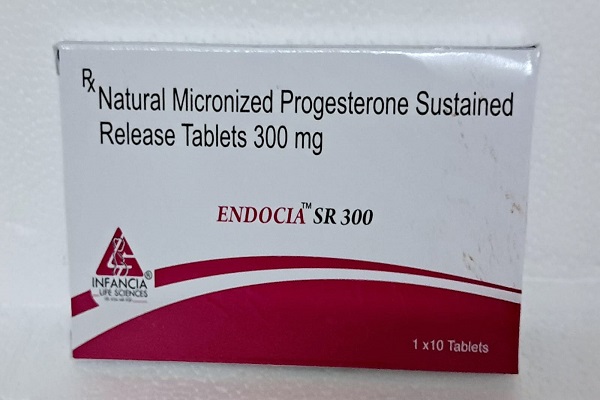 Rx
Natural Micronized Progesterone Sustained
Release Tablets 300 mg
ENDOCIA™ SR 300
INFANCIA®
LIFE SCIENCES
1 x10 Tablets